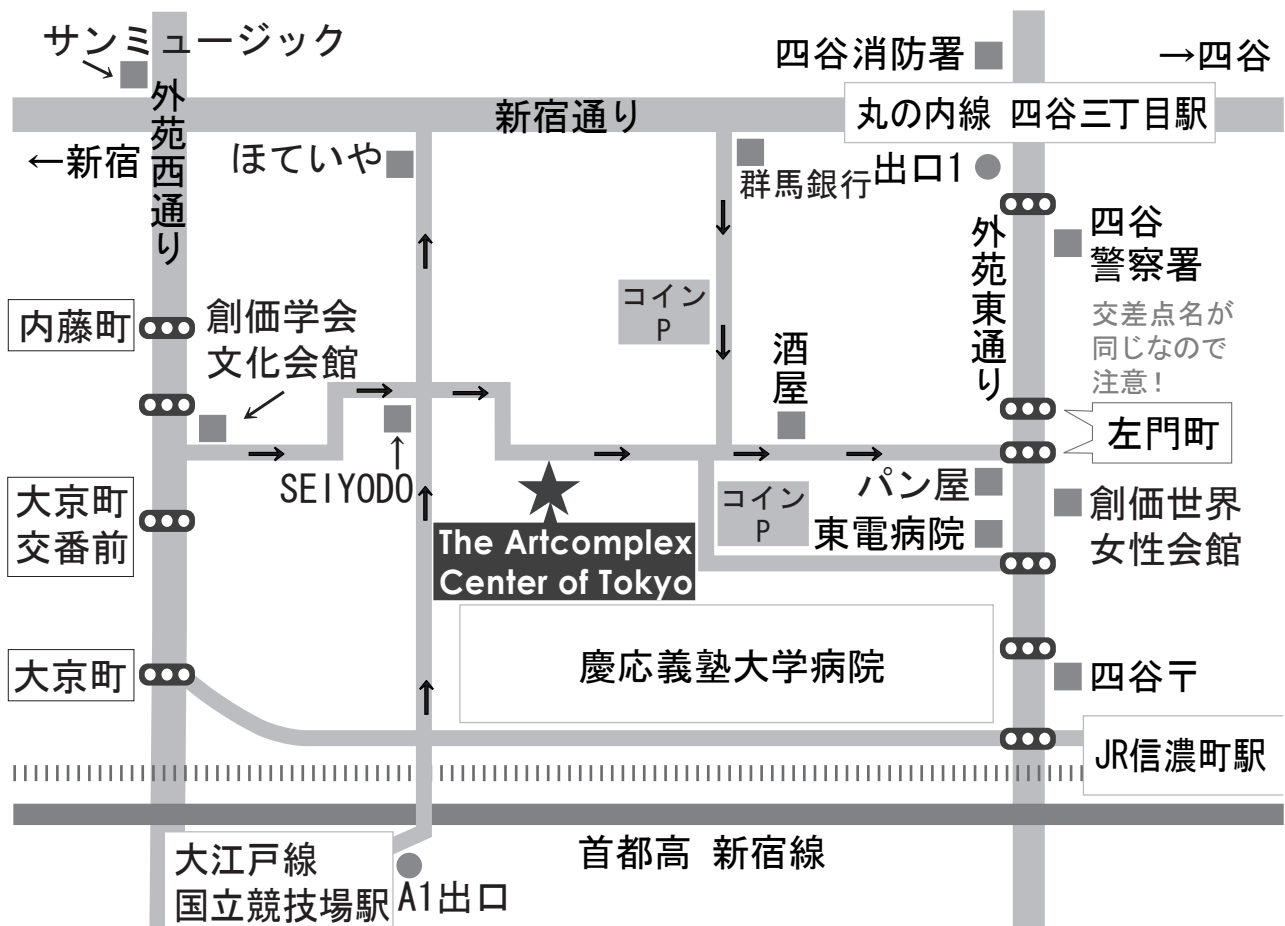 サンミュージック
四谷消防署
→四谷
外苑西通り
新宿通り
丸の内線 四谷三丁目駅
←新宿
ほていや
群馬銀行
出口1
外苑東通り
四谷
警察署
コイン
P
内藤町
創価学会
文化会館
酒屋
交差点名が
同じなので
注意!
左門町
SEIYODO
大京町
交番前
コイン
P
パン屋
東電病院
創価世界
女性会館
The Artcomplex
Center of Tokyo
大京町
慶応義塾大学病院
四谷〒
JR信濃町駅
首都高 新宿線
大江戸線
国立競技場駅
A1出口